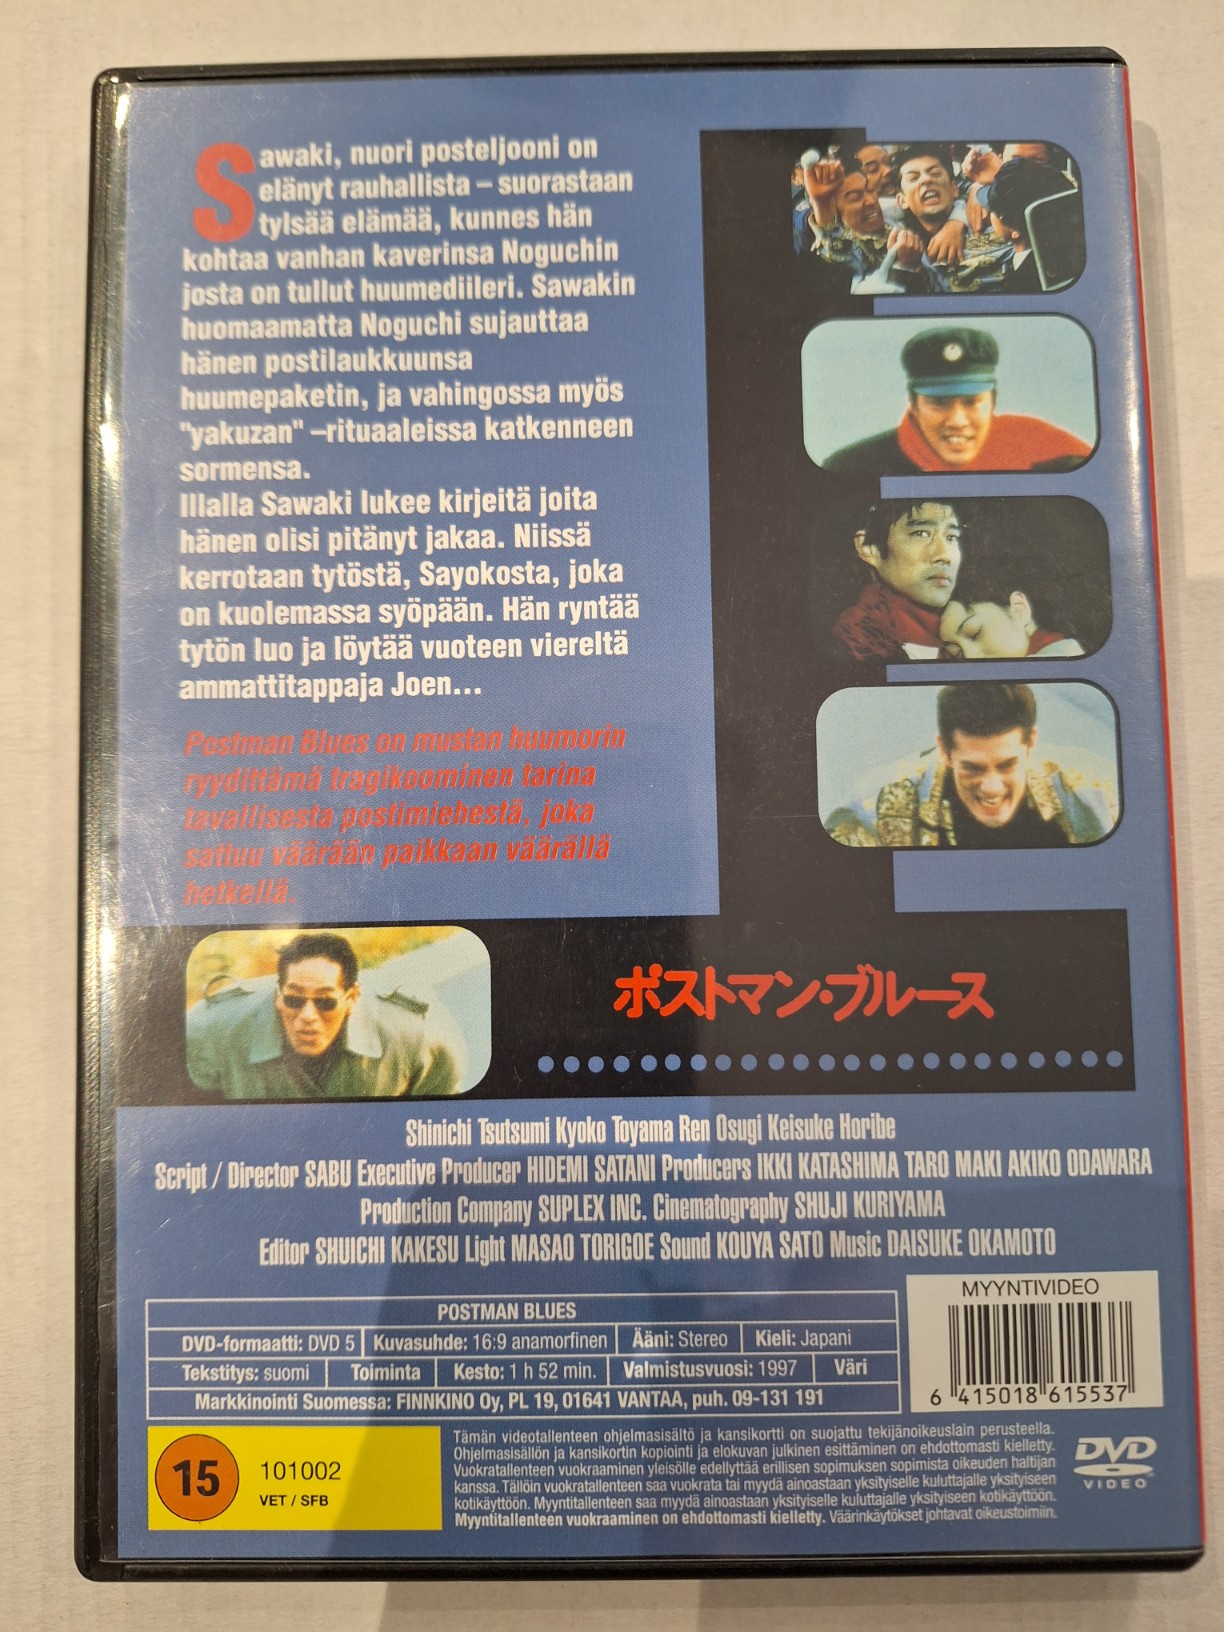 Sawaki, nuori posteljooni on
elänyt rauhallista – suorastaan
tylsää elämää, kunnes hän
kohtaa vanhan kaverinsa Noguchin
josta on tullut huumediileri. Sawakin
huomaamatta Noguchi sujauttaa
hänen postilaukkuunsa
huumepaketin, ja vahingossa myös
"yakuzan" –rituaaleissa katkenneen
sormensa.
Illalla Sawaki lukee kirjeitä joita
hänen olisi pitänyt jakaa. Niissä
kerrotaan tytöstä, Sayokosta, joka
on kuolemassa syöpään. Hän ryntää
tytön luo ja löytää vuoteen viereltä
ammattitappaja Joen...
Postman Blues on mustan huumorin
ryydittämä tragikoominen tarina
tavallisesta postimiehestä, joka
sattuu väärään paikkaan väärällä
hetkellä.
ポストマン・ブルース
Shinichi Tsutsumi Kyoko Toyama Ren Osugi Keisuke Horibe
Script / Director SABU Executive Producer HIDEMI SATANI Producers IKKI KATASHIMA TARO MAKI AKIKO ODAWARA
Production Company SUPLEX INC. Cinematography SHUJI KURIYAMA
Editor SHUICHI KAKESU Light MASAO TORIGOE Sound KOUYA SATO Music DAISUKE OKAMOTO
POSTMAN BLUES
DVD-formaatti: DVD 5 Kuvasuhde: 16:9 anamorfinen Ääni: Stereo Kieli: Japani
Tekstitys: suomi Toiminta Kesto: 1 h 52 min. Valmistusvuosi: 1997 Väri
Markkinointi Suomessa: FINNKINO Oy, PL 19, 01641 VANTAA, puh. 09-131 191
MYYNTIVIDEO
6 415018 615537
15
101002
VET / SFB
Tämän videotallenteen ohjelmasisältö ja kansikortti on suojattu tekijänoikeuslain perusteella.
Ohjelmasisällön ja kansikortin kopiointi ja elokuvan julkinen esittäminen on ehdottomasti kielletty.
Vuokratallenteen vuokraaminen yleisölle edellyttää erillisen sopimuksen sopimista oikeuden haltijan
kanssa. Tällöin vuokratallenteen saa vuokrata tai myydä ainoastaan yksityiselle kuluttajalle yksityiseen
kotikäyttöön. Myyntitallenteen saa myydä ainoastaan yksityiselle kuluttajalle yksityiseen kotikäyttöön.
Myyntitallenteen vuokraaminen on ehdottomasti kielletty. Väärinkäytökset johtavat oikeustoimiin.
DVD
VIDEO